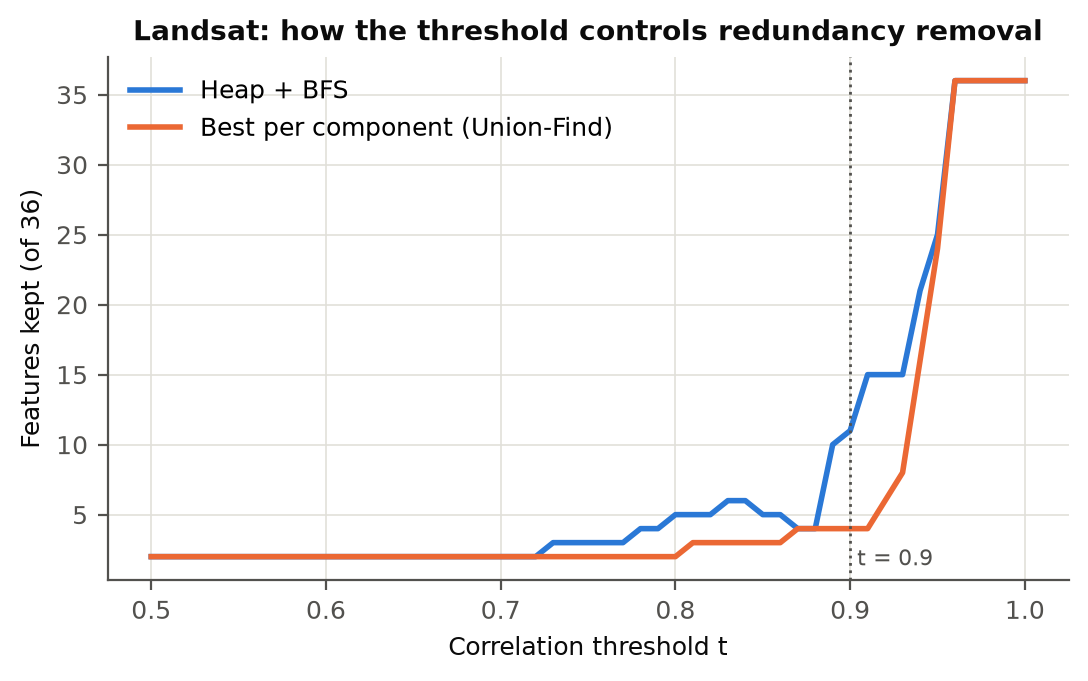 Landsat: how the threshold controls redundancy removal
Heap + BFS
Best per component (Union-Find)
Features kept (of 36)
35
30
25
20
15
10
5
t = 0.9
0.5 0.6 0.7 0.8 0.9 1.0
Correlation threshold t